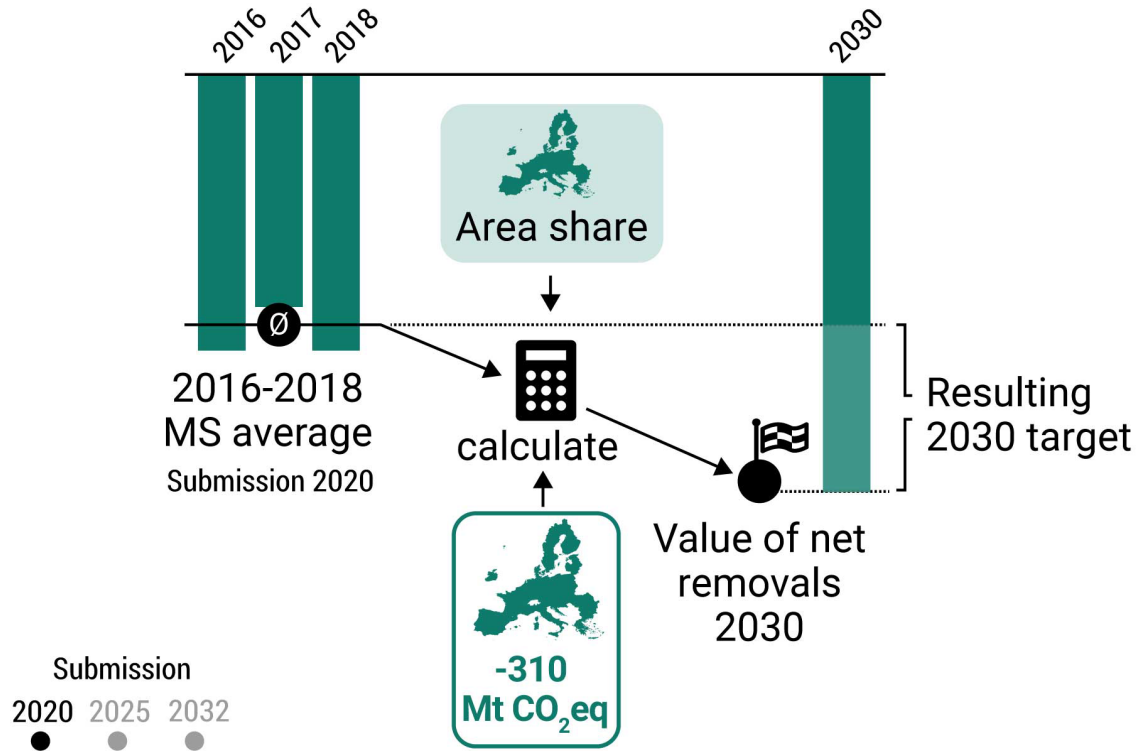 2016
2017
2018
2030
Area share
Ø
2016-2018
MS average
Submission 2020
calculate
Resulting
2030 target
Value of net
removals
2030
-310
Mt CO₂eq
Submission
2020 2025 2032